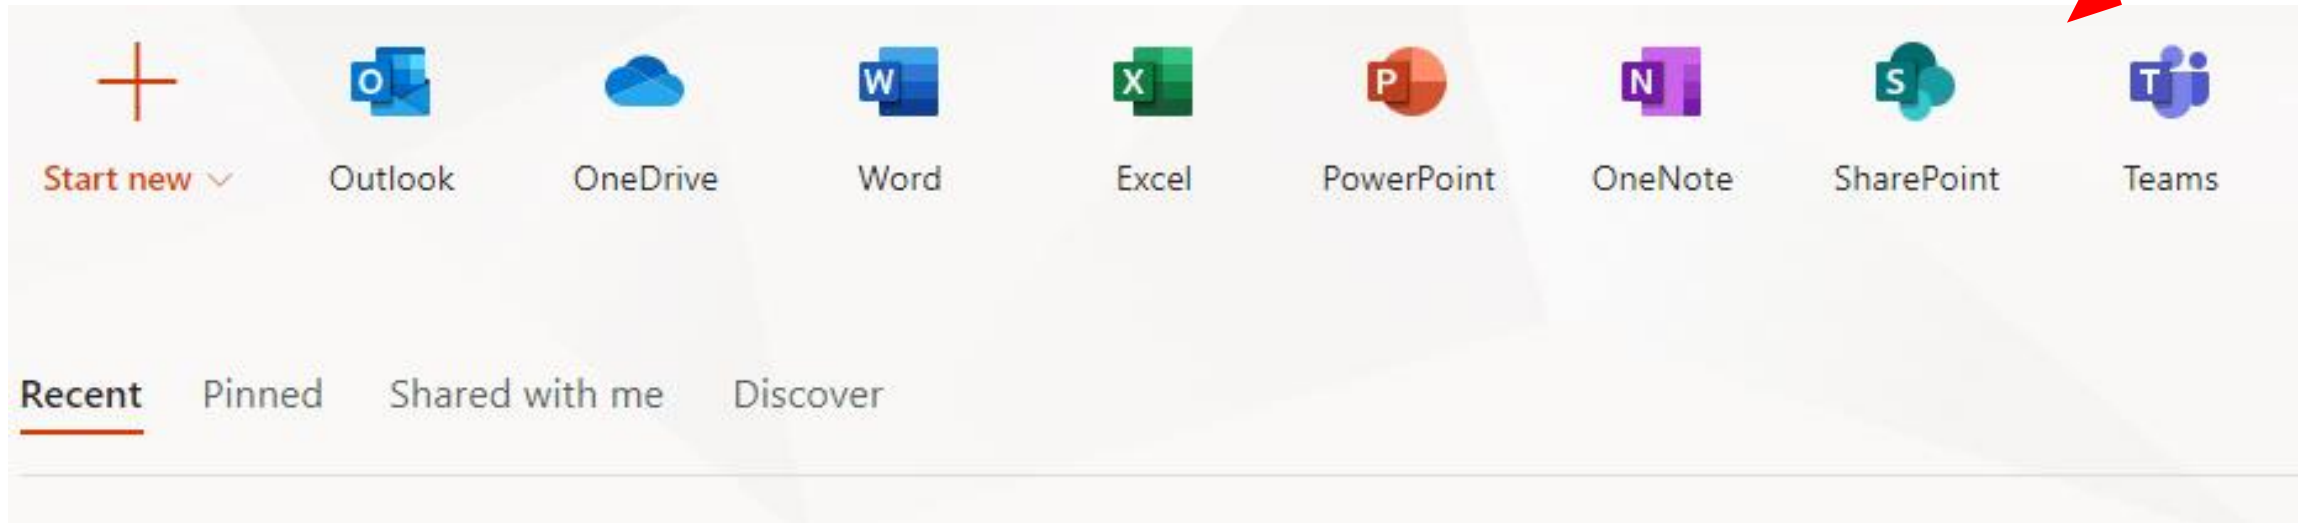 O W X P N S T
Start new Outlook OneDrive Word Excel PowerPoint OneNote SharePoint Teams
Recent Pinned Shared with me Discover